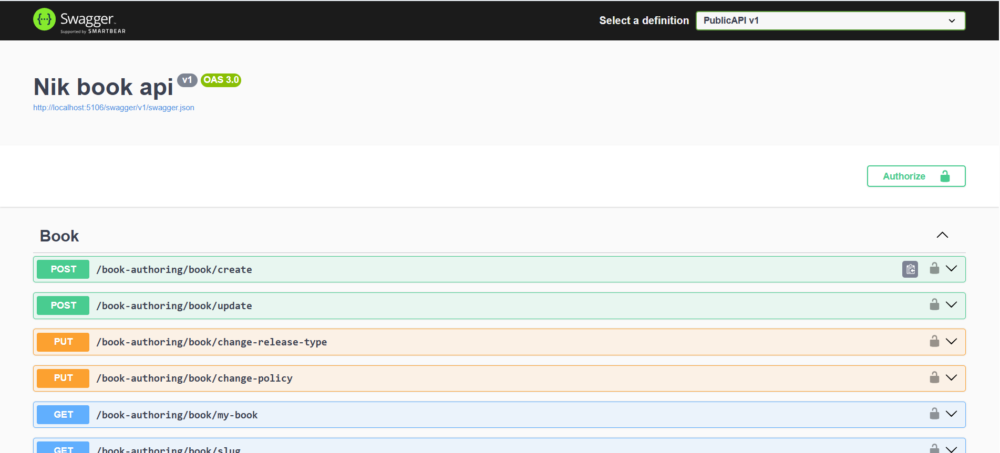 Swagger
Supported by SMARTBEAR
Select a definition
PublicAPI v1
Nik book api v1 OAS 3.0
http://localhost:5106/swagger/v1/swagger.json
Authorize
Book
POST /book-authoring/book/create
POST /book-authoring/book/update
PUT /book-authoring/book/change-release-type
PUT /book-authoring/book/change-policy
GET /book-authoring/book/my-book
GET /book-authoring/book/slug